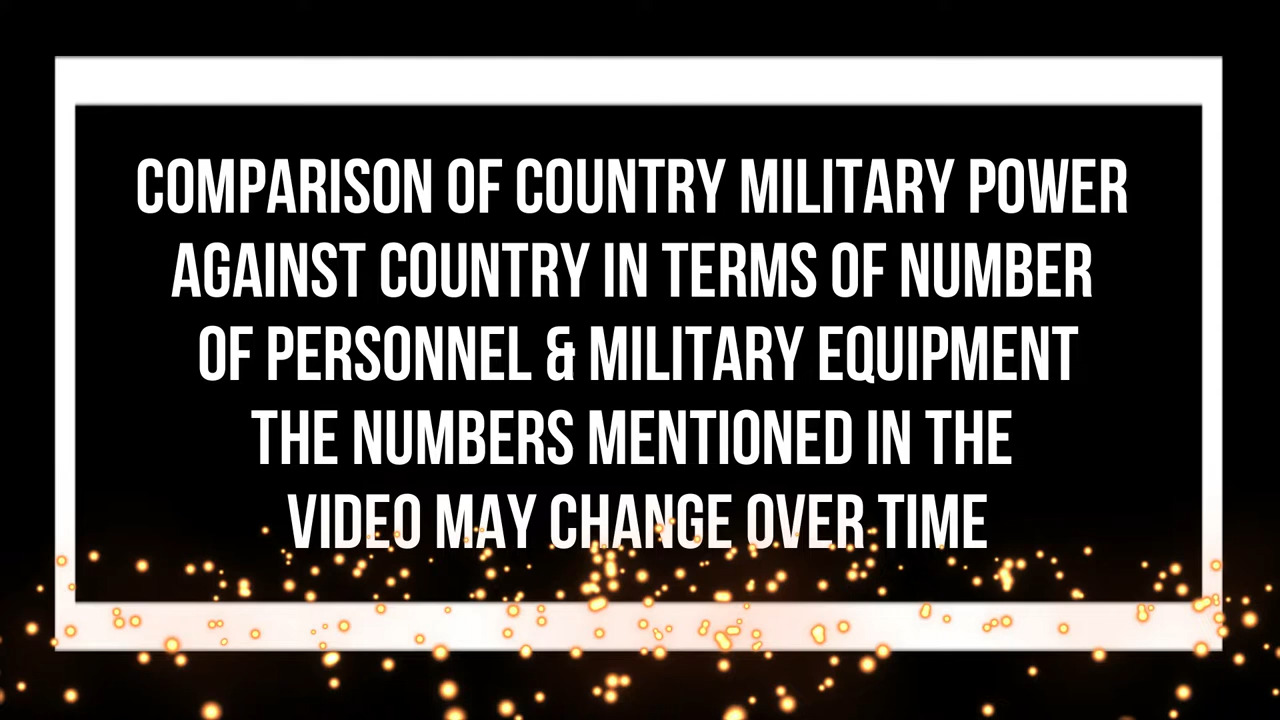 COMPARISON OF COUNTRY MILITARY POWER
AGAINST COUNTRY IN TERMS OF NUMBER
OF PERSONNEL & MILITARY EQUIPMENT
THE NUMBERS MENTIONED IN THE
VIDEO MAY CHANGE OVER TIME